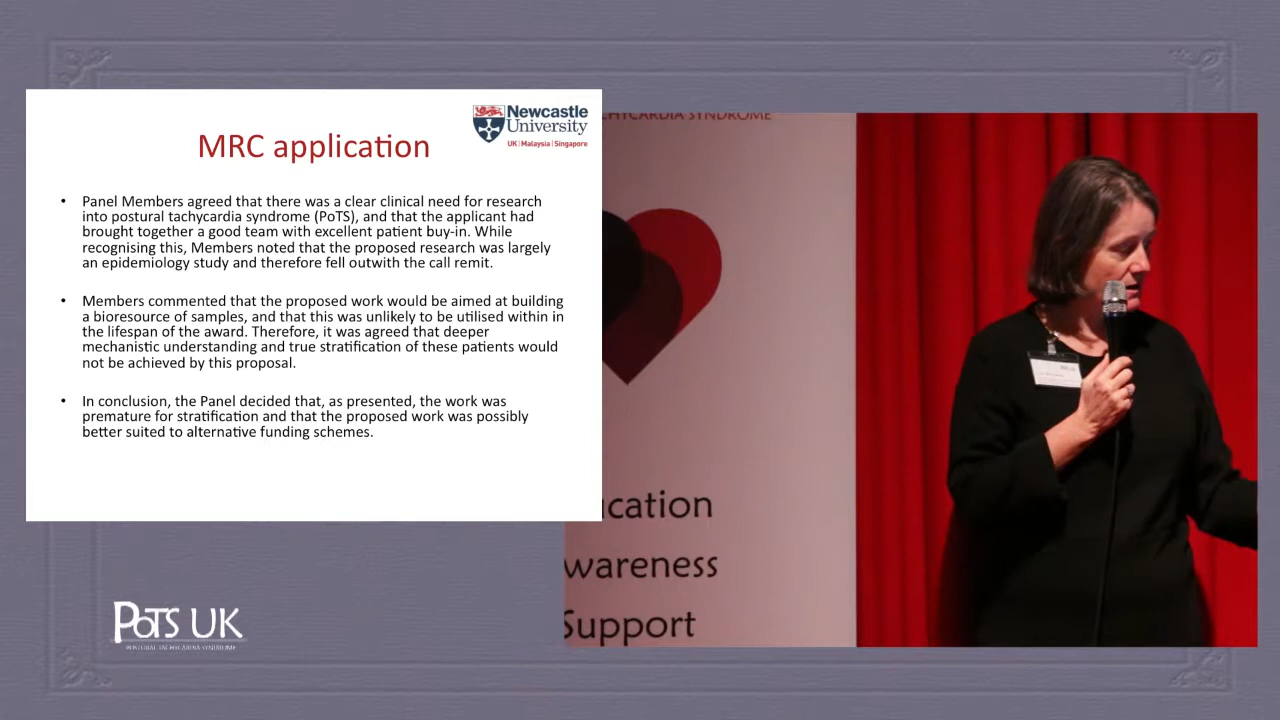 MRC application
Newcastle
University
UK | Malaysia | Singapore
• Panel Members agreed that there was a clear clinical need for research
into postural tachycardia syndrome (PoTS), and that the applicant had
brought together a good team with excellent patient buy-in. While
recognising this, Members noted that the proposed research was largely
an epidemiology study and therefore fell outwith the call remit.
• Members commented that the proposed work would be aimed at building
a bioresource of samples, and that this was unlikely to be utilised within in
the lifespan of the award. Therefore, it was agreed that deeper
mechanistic understanding and true stratification of these patients would
not be achieved by this proposal.
• In conclusion, the Panel decided that, as presented, the work was
premature for stratification and that the proposed work was possibly
better suited to alternative funding schemes.
SYNDROME
Support
PoTS UK
POSTURAL TACHYCARDIA SYNDROME